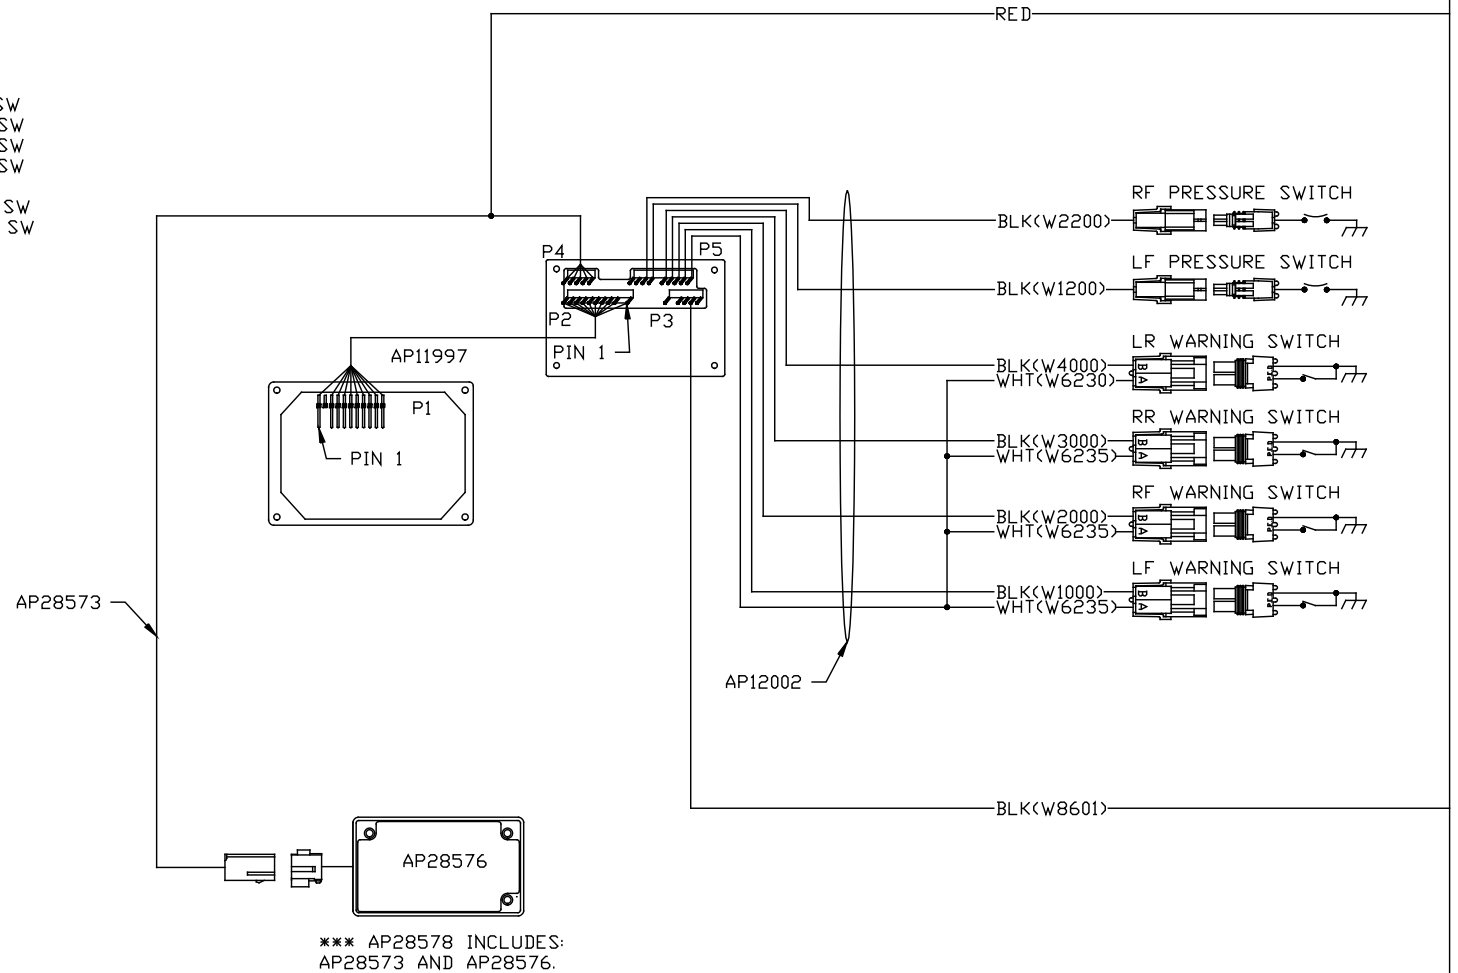 RED
SW
SW
SW
SW
SW
SW
RF PRESSURE SWITCH
BLK(W2200)
P4
P5
LF PRESSURE SWITCH
BLK(W1200)
P2
P3
PIN 1
AP11997
LR WARNING SWITCH
BLK(W4000)
WHT(W6230)
B
A
P1
PIN 1
RR WARNING SWITCH
BLK(W3000)
WHT(W6235)
B
A
RF WARNING SWITCH
BLK(W2000)
WHT(W6235)
B
A
LF WARNING SWITCH
BLK(W1000)
WHT(W6235)
B
A
AP28573
AP12002
BLK(W8601)
AP28576
*** AP28578 INCLUDES:
AP28573 AND AP28576.